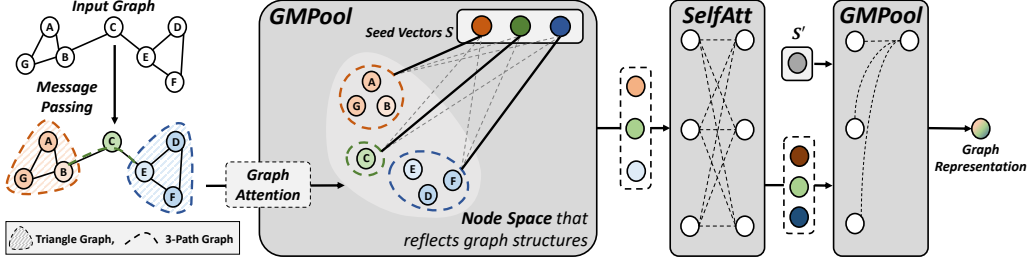 Input Graph
A
G
B
C
D
E
F
Message
Passing
A
G
B
C
D
E
F
Triangle Graph,
3-Path Graph
Graph
Attention
GMPool
Seed Vectors S
A
G
B
C
E
D
F
Node Space that
reflects graph structures
SelfAtt
GMPool
S'
Graph
Representation